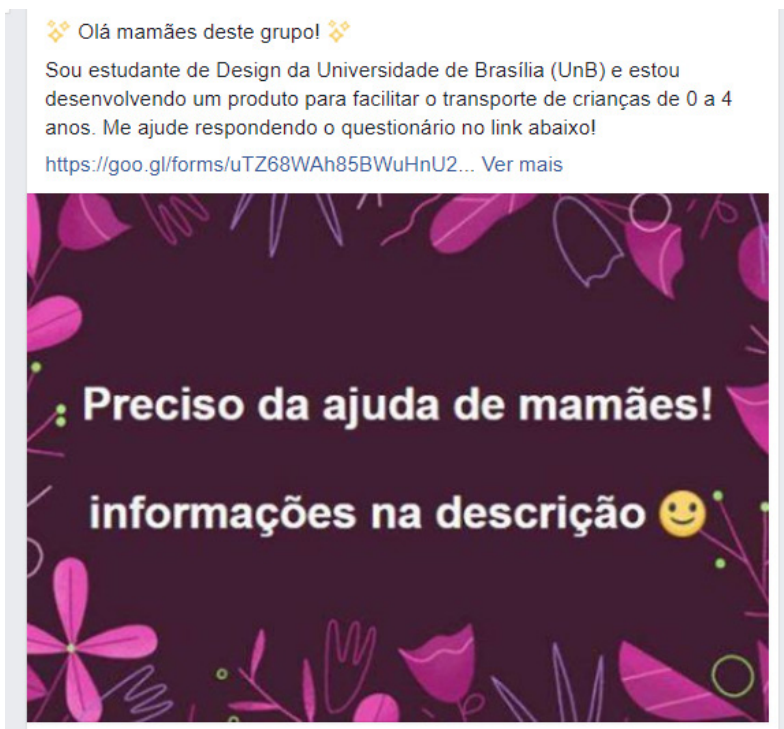 ✨ Olá mamães deste grupo! ✨
Sou estudante de Design da Universidade de Brasília (UnB) e estou
desenvolvendo um produto para facilitar o transporte de crianças de 0 a 4
anos. Me ajude respondendo o questionário no link abaixo!
https://goo.gl/forms/uTZ68WAh85BWuHnU2... Ver mais
Preciso da ajuda de mamães!
informações na descrição 🙂